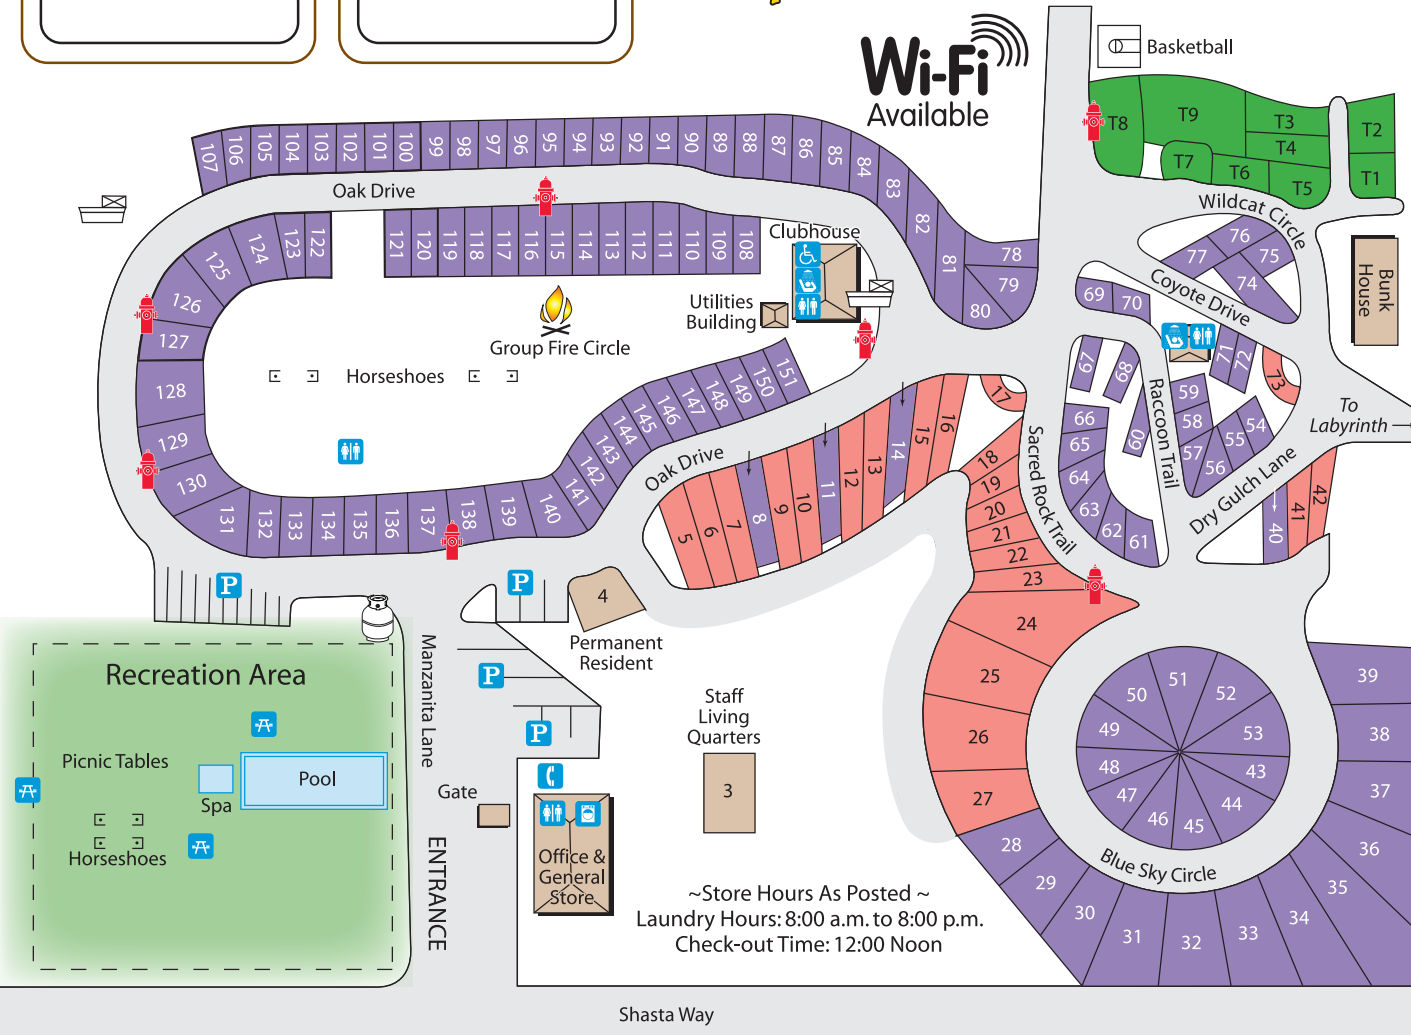 Wi-Fi
Available
Basketball
T8
T9
T3
T4
T7
T6
T5
T2
T1
107
106
105
104
103
102
101
100
99
98
97
96
95
94
93
92
91
90
89
88
87
86
85
84
83
82
81
80
79
78
Oak Drive
121
120
119
118
117
116
115
114
113
112
111
110
109
108
122
123
124
125
126
127
128
129
130
131
132
133
134
135
136
137
138
139
140
141
142
143
144
145
146
147
148
149
150
151
Clubhouse
Utilities
Building
Group Fire Circle
Horseshoes
Wildcat Circle
76
75
77
74
Coyote Drive
69
70
Bunk
House
67
68
71
72
73
66
65
64
63
62
61
60
Raccoon Trail
59
58
57
56
55
54
Dry Gulch Lane
To
Labyrinth
40
41
42
Oak Drive
5
6
7
8
9
10
11
12
13
14
15
16
17
Sacred Rock Trail
18
19
20
21
22
23
24
25
26
27
28
29
30
31
32
33
34
35
36
37
38
39
50
51
52
53
49
48
47
46
45
44
43
Blue Sky Circle
P
P
P
P
4
Permanent
Resident
Staff
Living
Quarters
3
Recreation Area
Picnic Tables
Spa
Pool
Horseshoes
Manzanita Lane
Gate
ENTRANCE
Office &
General
Store
~Store Hours As Posted ~
Laundry Hours: 8:00 a.m. to 8:00 p.m.
Check-out Time: 12:00 Noon
Shasta Way